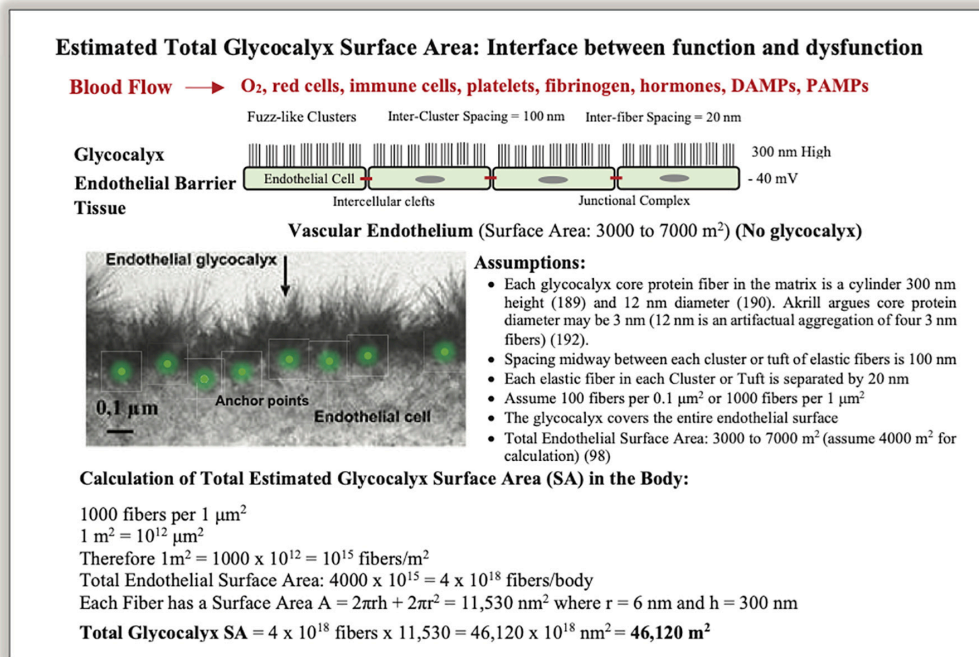 Estimated Total Glycocalyx Surface Area: Interface between function and dysfunction
Blood Flow → O₂, red cells, immune cells, platelets, fibrinogen, hormones, DAMPs, PAMPs
Fuzz-like Clusters Inter-Cluster Spacing = 100 nm Inter-fiber Spacing = 20 nm
Glycocalyx 300 nm High
Endothelial Barrier Endothelial Cell - 40 mV
Tissue Intercellular clefts Junctional Complex
Vascular Endothelium (Surface Area: 3000 to 7000 m²) (No glycocalyx)
Endothelial glycocalyx
0,1 µm
Anchor points
Endothelial cell
Assumptions:
• Each glycocalyx core protein fiber in the matrix is a cylinder 300 nm
height (189) and 12 nm diameter (190). Akrill argues core protein
diameter may be 3 nm (12 nm is an artifactual aggregation of four 3 nm
fibers) (192).
• Spacing midway between each cluster or tuft of elastic fibers is 100 nm
• Each elastic fiber in each Cluster or Tuft is separated by 20 nm
• Assume 100 fibers per 0.1 µm² or 1000 fibers per 1 µm²
• The glycocalyx covers the entire endothelial surface
• Total Endothelial Surface Area: 3000 to 7000 m² (assume 4000 m² for
calculation) (98)
Calculation of Total Estimated Glycocalyx Surface Area (SA) in the Body:
1000 fibers per 1 µm²
1 m² = 10¹² µm²
Therefore 1m² = 1000 x 10¹² = 10¹⁵ fibers/m²
Total Endothelial Surface Area: 4000 x 10¹⁵ = 4 x 10¹⁸ fibers/body
Each Fiber has a Surface Area A = 2πrh + 2πr² = 11,530 nm² where r = 6 nm and h = 300 nm
Total Glycocalyx SA = 4 x 10¹⁸ fibers x 11,530 = 46,120 x 10¹⁸ nm² = 46,120 m²